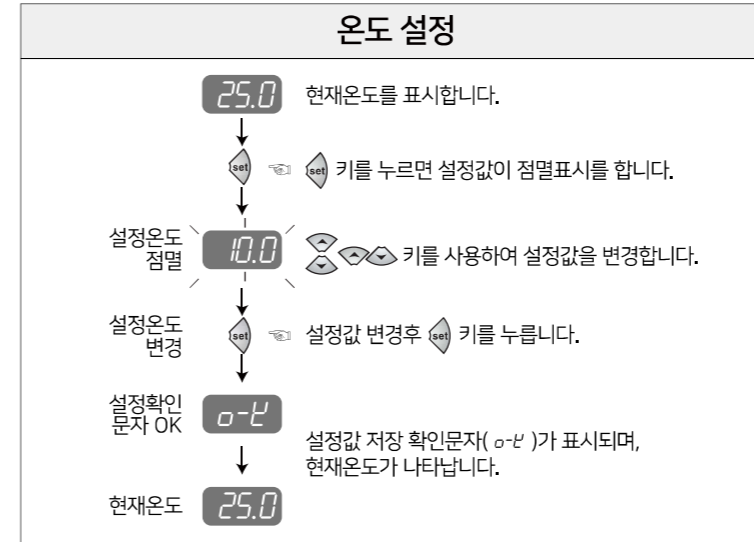 온도 설정
25.0 현재온도를 표시합니다.
set set 키를 누르면 설정값이 점멸표시를 합니다.
설정온도
점멸
10.0 키를 사용하여 설정값을 변경합니다.
설정온도
변경
set 설정값 변경후 set 키를 누릅니다.
설정확인
문자 OK
o-k
설정값 저장 확인문자( o-k )가 표시되며,
현재온도가 나타납니다.
현재온도 25.0